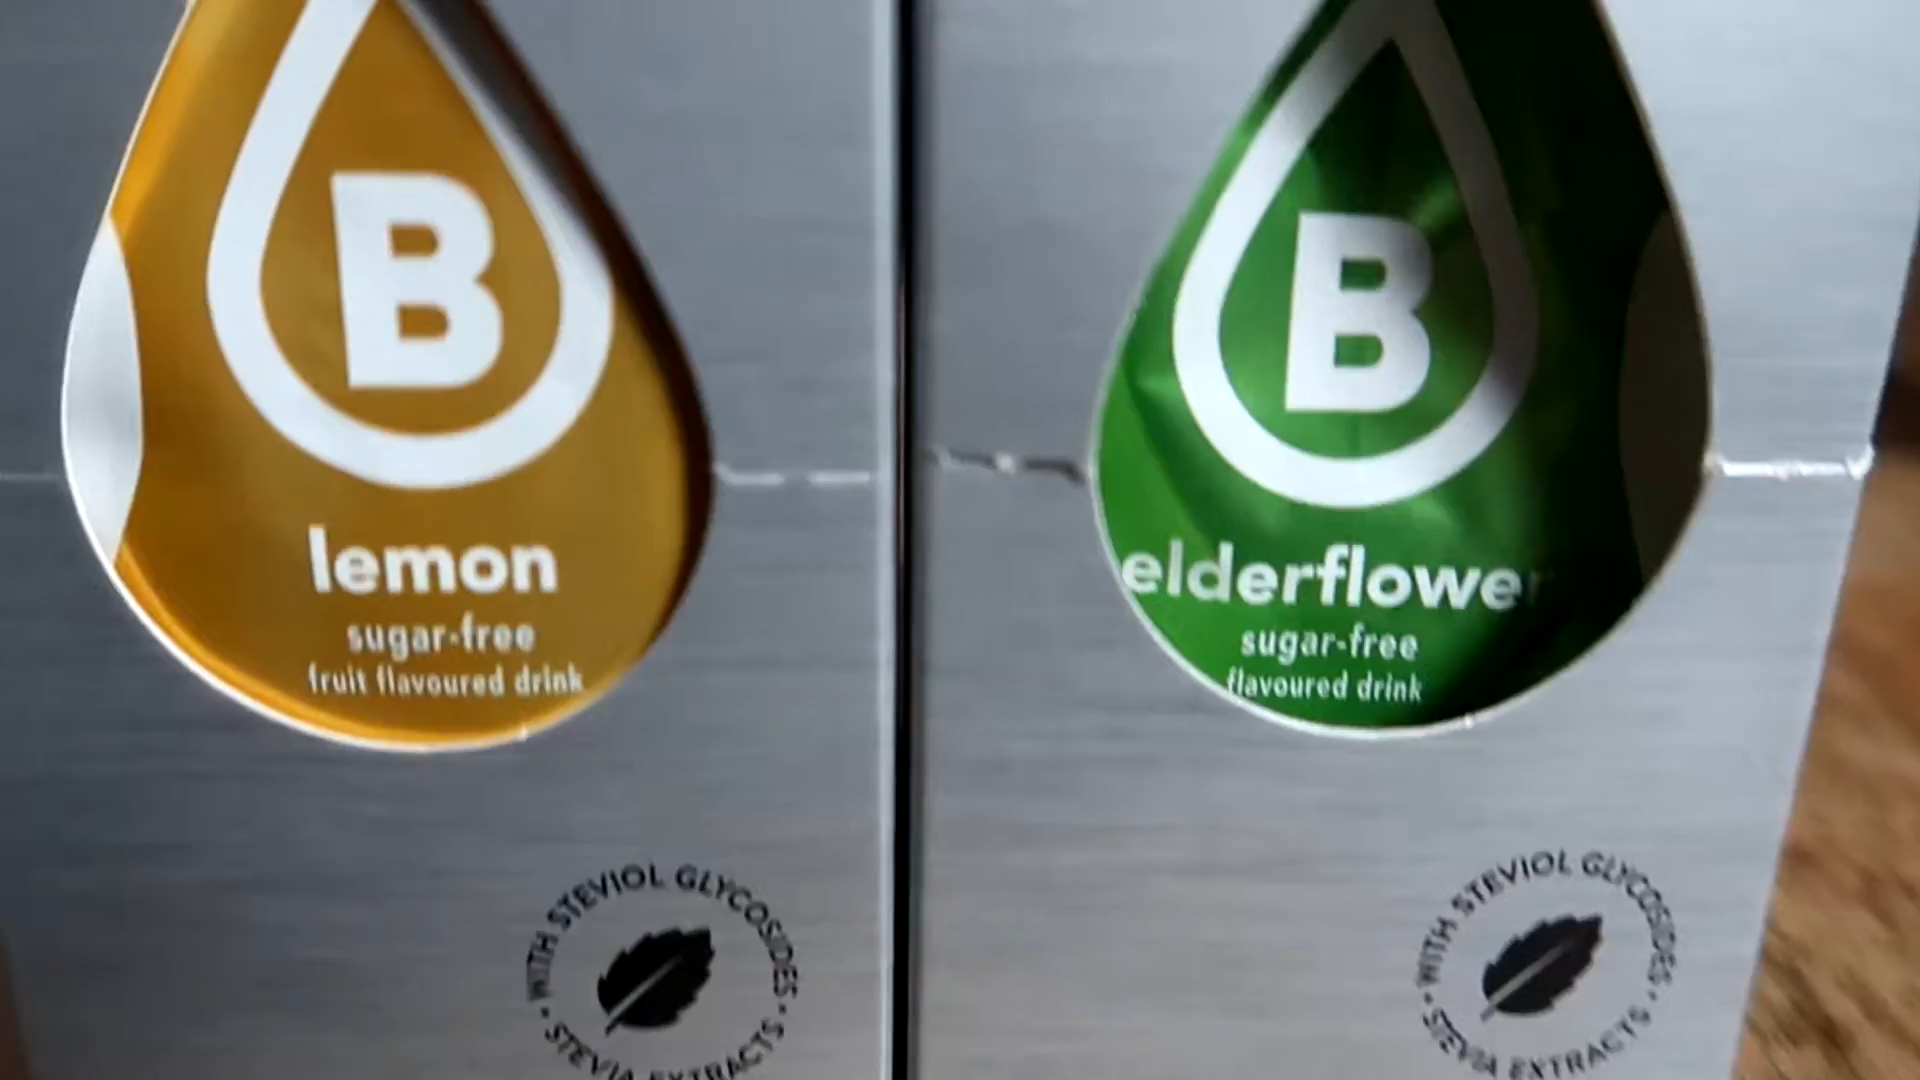 B
lemon
sugar-free
fruit flavoured drink
WITH STEVIOL GLYCOSIDES
STEVIA EXTRACTS
B
elderflower
sugar-free
flavoured drink
WITH STEVIOL GLYCOSIDES
STEVIA EXTRACTS